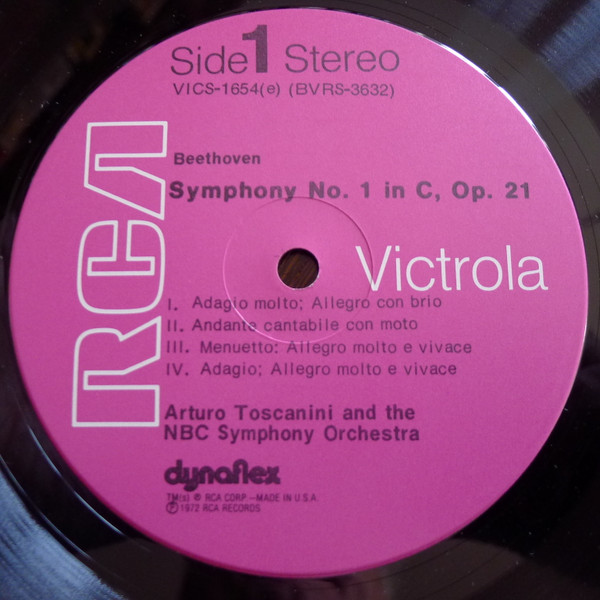 Side 1 Stereo
VICS-1654(e) (BVRS-3632)
RCA
Beethoven
Symphony No. 1 in C, Op. 21
Victrola
I. Adagio molto; Allegro con brio
II. Andante cantabile con moto
III. Menuetto: Allegro molto e vivace
IV. Adagio; Allegro molto e vivace
Arturo Toscanini and the
NBC Symphony Orchestra
dynaflex
TM(s) ® RCA CORP.—MADE IN U.S.A.
℗ 1972 RCA RECORDS